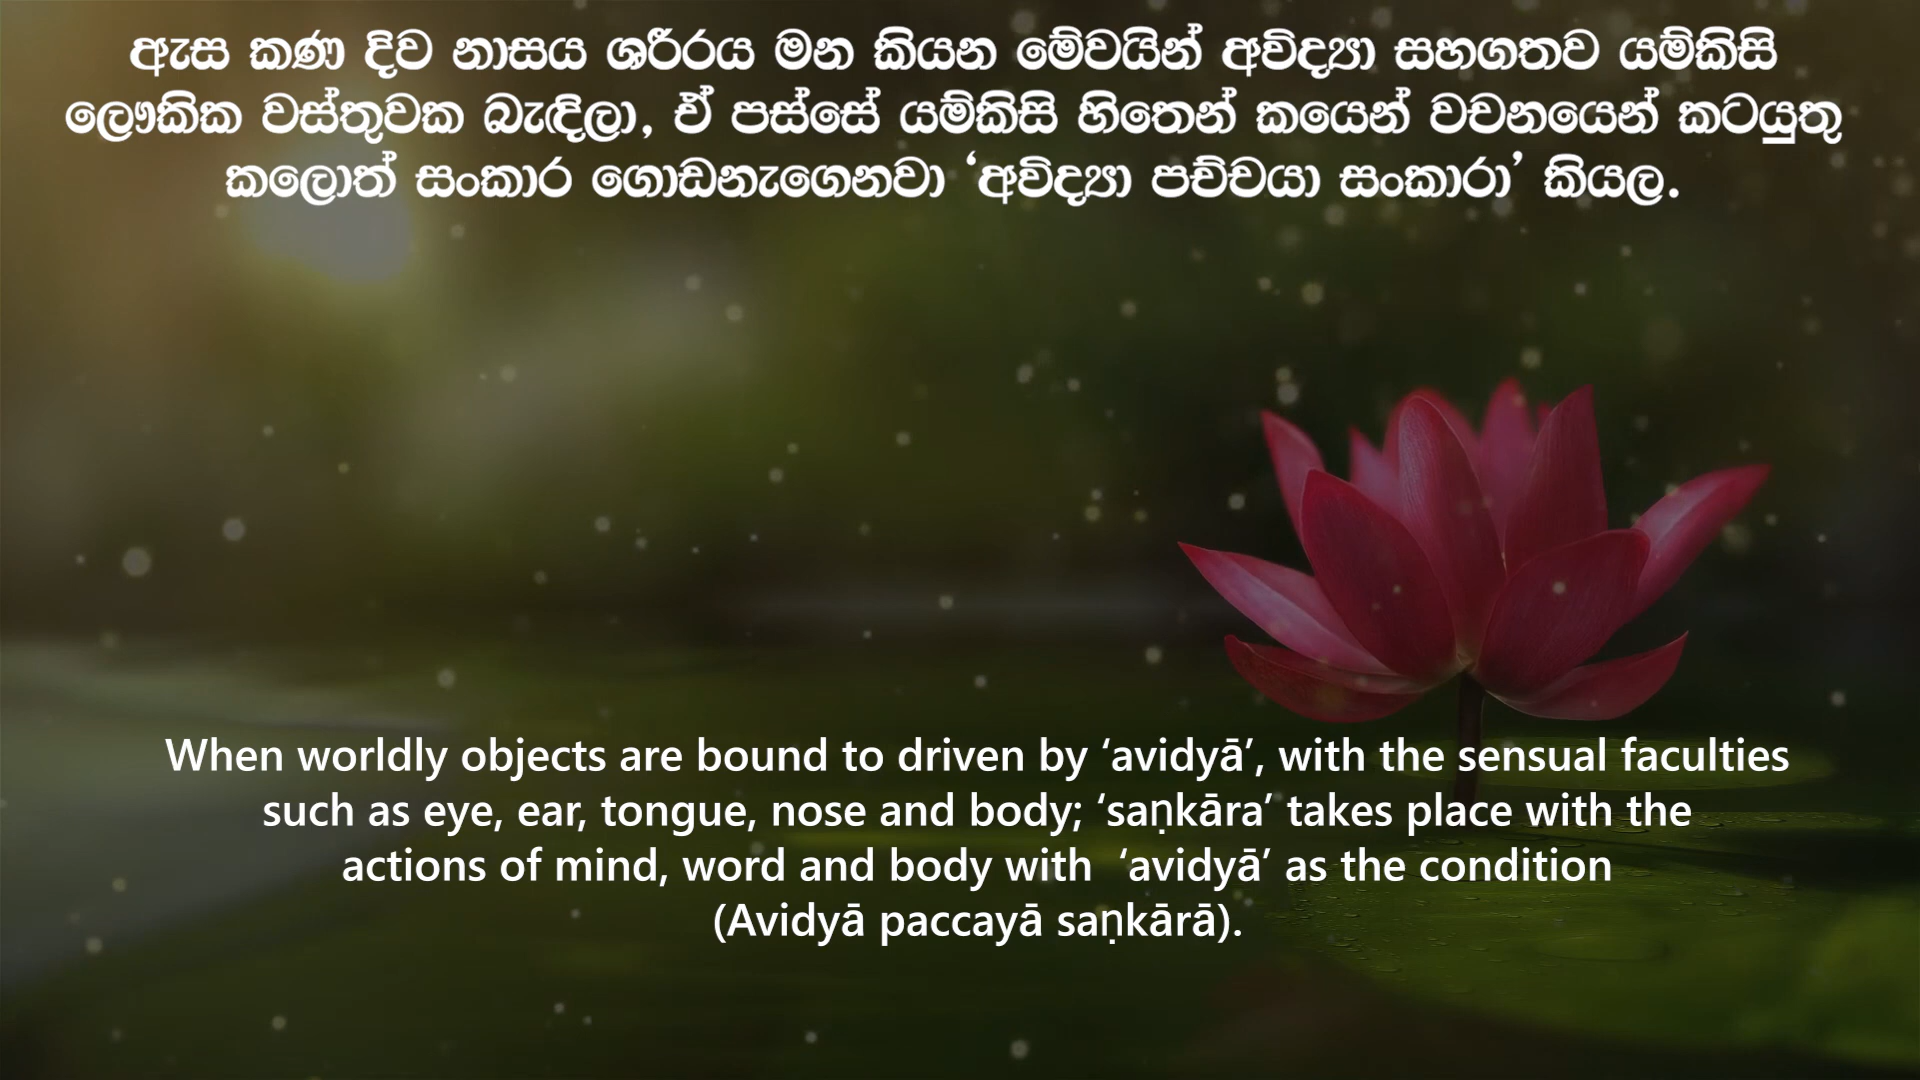 ඇස කණ දිව නාසය ශරීරය මන කියන මේවයින් අවිද්‍යා සහගතව යම්කිසි
ලෞකික වස්තුවක බැඳිලා, ඒ පස්සේ යම්කිසි හිතෙන් කයෙන් වචනයෙන් කටයුතු
කලොත් සංකාර ගොඩනැගෙනවා ‘අවිද්‍යා පච්චයා සංකාරා’ කියල.
When worldly objects are bound to driven by ‘avidyā’, with the sensual faculties
such as eye, ear, tongue, nose and body; ‘saṇkāra’ takes place with the
actions of mind, word and body with  ‘avidyā’ as the condition
(Avidyā paccayā saṇkārā).